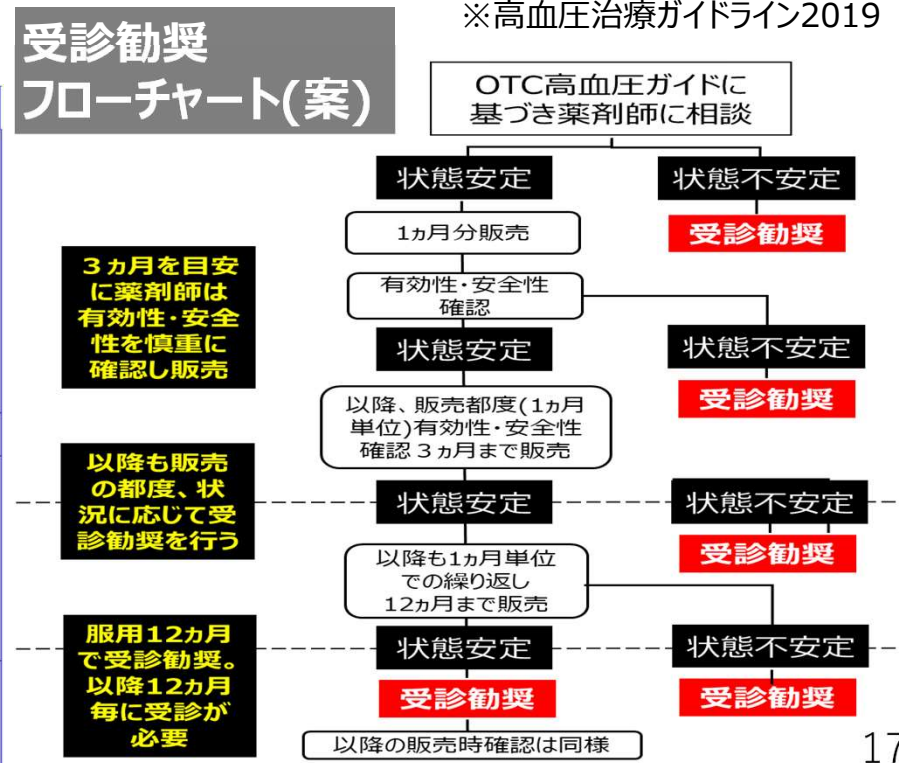 ※高血圧治療ガイドライン2019
受診勧奨
フローチャート(案)
OTC高血圧ガイドに
基づき薬剤師に相談
状態安定
状態不安定
1ヵ月分販売
受診勧奨
3ヵ月を目安
に薬剤師は
有効性・安全
性を慎重に
確認し販売
有効性・安全性
確認
状態安定
状態不安定
受診勧奨
以降、販売都度(1ヵ月
単位)有効性・安全性
確認3ヵ月まで販売
以降も販売
の都度、状
況に応じて受
診勧奨を行う
状態安定
状態不安定
受診勧奨
以降も1ヵ月単位
での繰り返し
12ヵ月まで販売
服用12ヵ月
で受診勧奨。
以降12ヵ月
毎に受診が
必要
状態安定
状態不安定
受診勧奨
受診勧奨
以降の販売時確認は同様
17